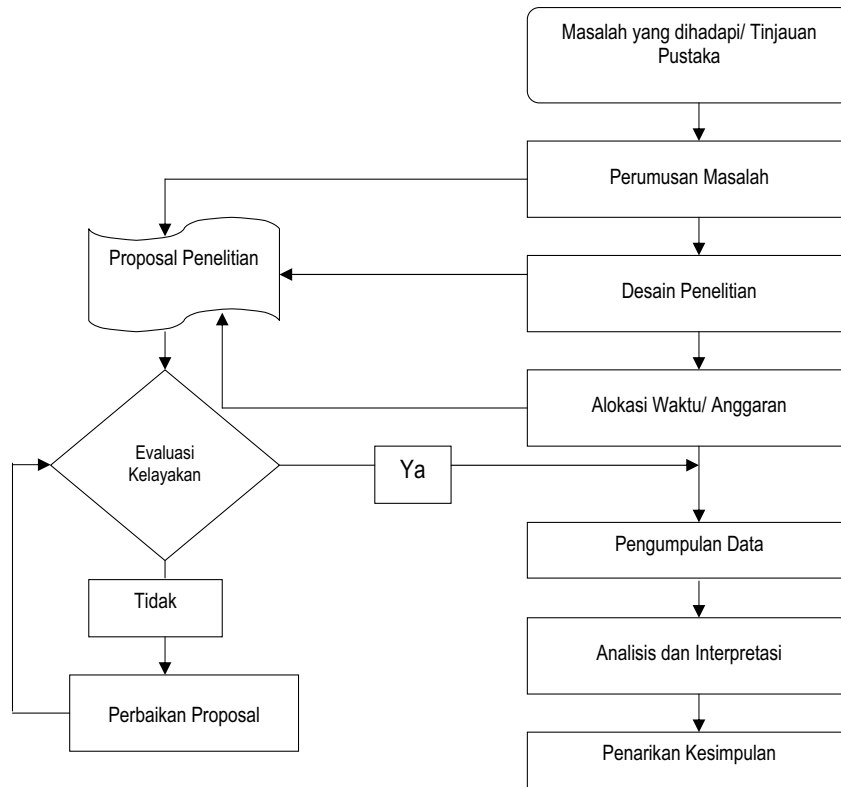 Masalah yang dihadapi/ Tinjauan
Pustaka
Perumusan Masalah
Proposal Penelitian
Desain Penelitian
Alokasi Waktu/ Anggaran
Evaluasi
Kelayakan
Ya
Pengumpulan Data
Tidak
Analisis dan Interpretasi
Perbaikan Proposal
Penarikan Kesimpulan